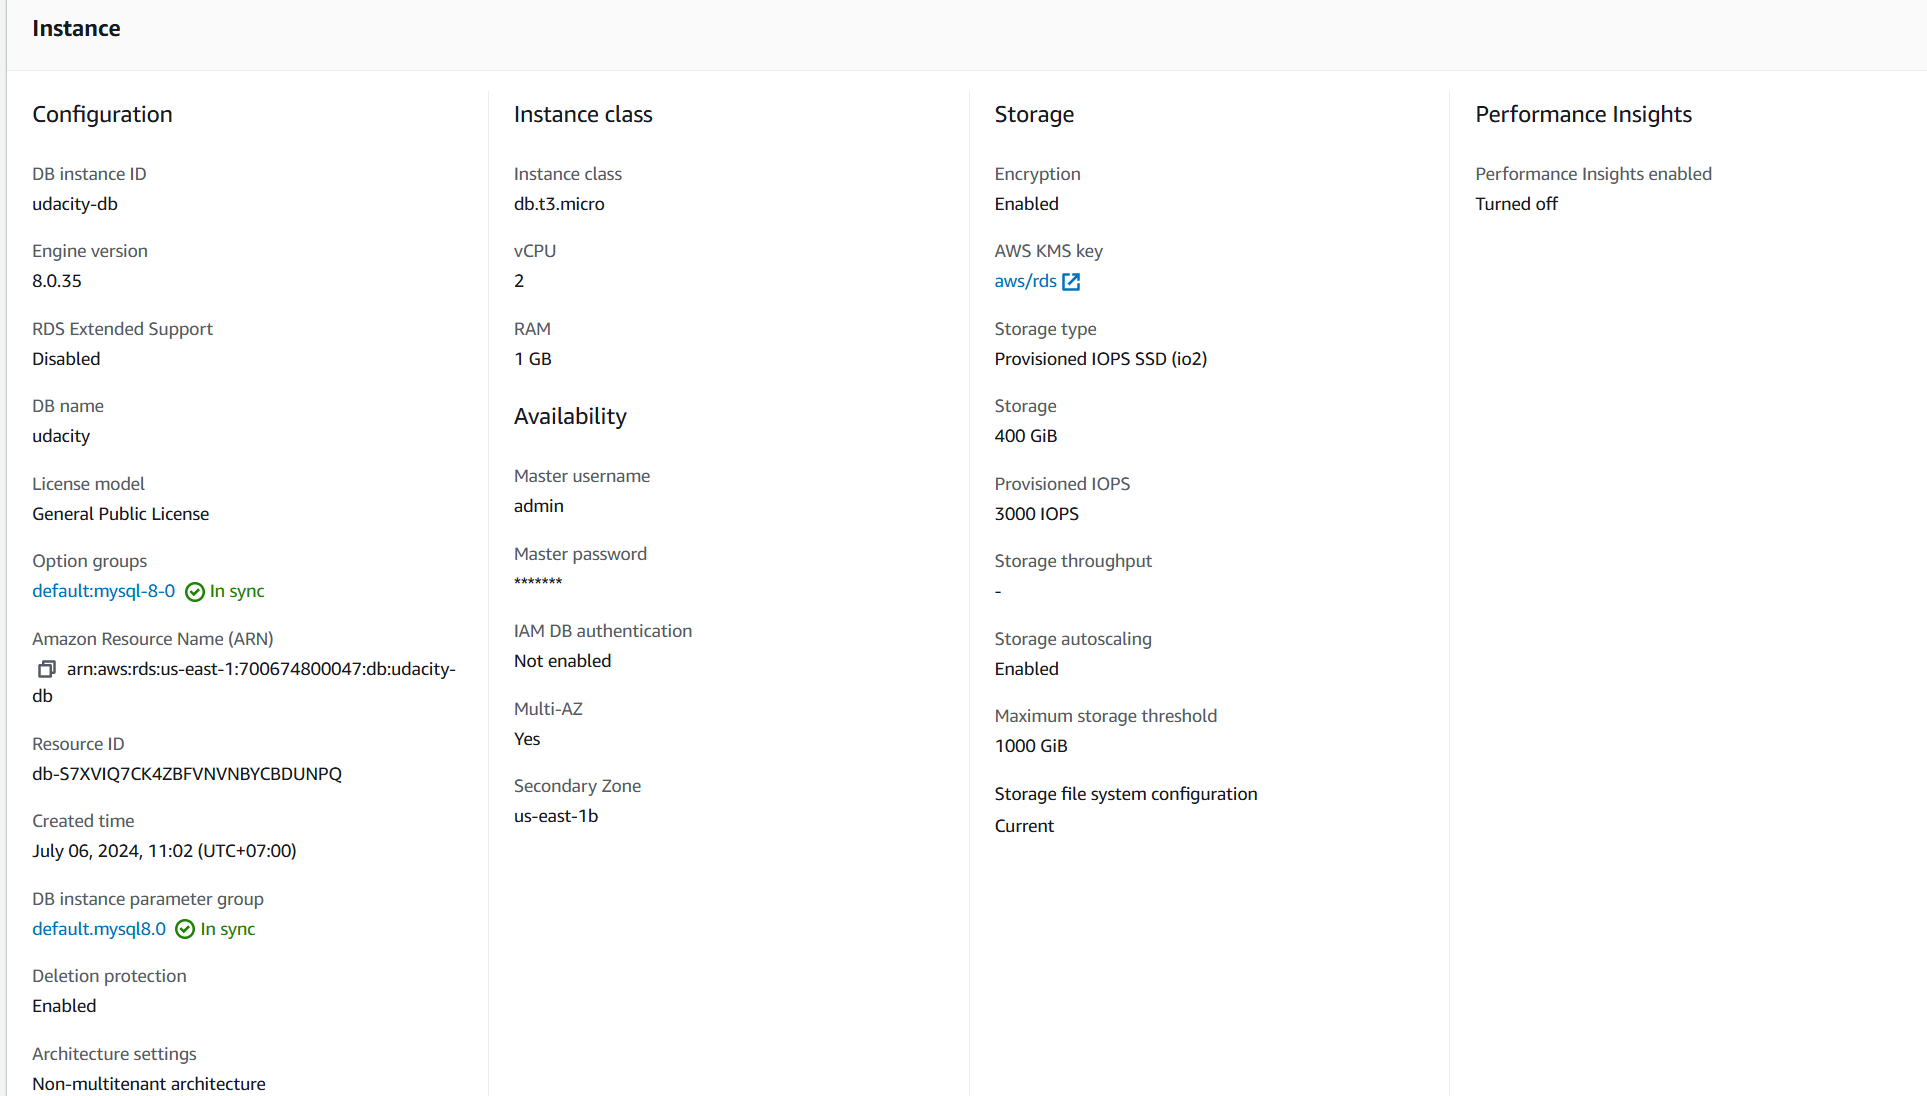 Instance
Configuration
DB instance ID
udacity-db
Engine version
8.0.35
RDS Extended Support
Disabled
DB name
udacity
License model
General Public License
Option groups
default:mysql-8-0 In sync
Amazon Resource Name (ARN)
arn:aws:rds:us-east-1:700674800047:db:udacity-
db
Resource ID
db-S7XVIQ7CK4ZBFVNVNBYCBDUNPQ
Created time
July 06, 2024, 11:02 (UTC+07:00)
DB instance parameter group
default.mysql8.0 In sync
Deletion protection
Enabled
Architecture settings
Non-multitenant architecture
Instance class
Instance class
db.t3.micro
vCPU
2
RAM
1 GB
Availability
Master username
admin
Master password
*******
IAM DB authentication
Not enabled
Multi-AZ
Yes
Secondary Zone
us-east-1b
Storage
Encryption
Enabled
AWS KMS key
aws/rds
Storage type
Provisioned IOPS SSD (io2)
Storage
400 GiB
Provisioned IOPS
3000 IOPS
Storage throughput
-
Storage autoscaling
Enabled
Maximum storage threshold
1000 GiB
Storage file system configuration
Current
Performance Insights
Performance Insights enabled
Turned off